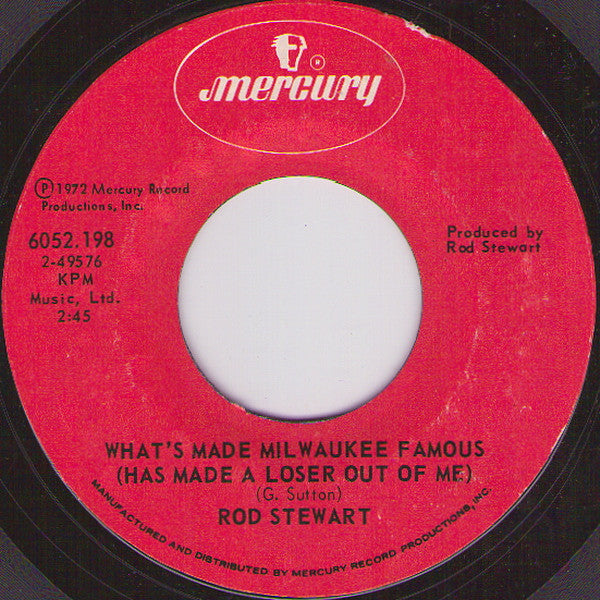 mercury ®
Ⓟ 1972 Mercury Record
Productions, Inc.
6052.198
2-49576
KPM
Music, Ltd.
2:45
Produced by
Rod Stewart
WHAT'S MADE MILWAUKEE FAMOUS
(HAS MADE A LOSER OUT OF ME)
(G. Sutton)
ROD STEWART
MANUFACTURED AND DISTRIBUTED BY MERCURY RECORD PRODUCTIONS, INC.